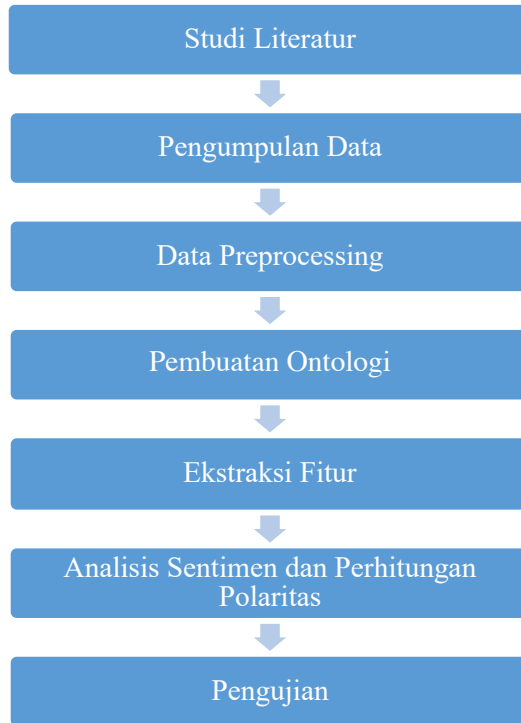 Studi Literatur
Pengumpulan Data
Data Preprocessing
Pembuatan Ontologi
Ekstraksi Fitur
Analisis Sentimen dan Perhitungan
Polaritas
Pengujian